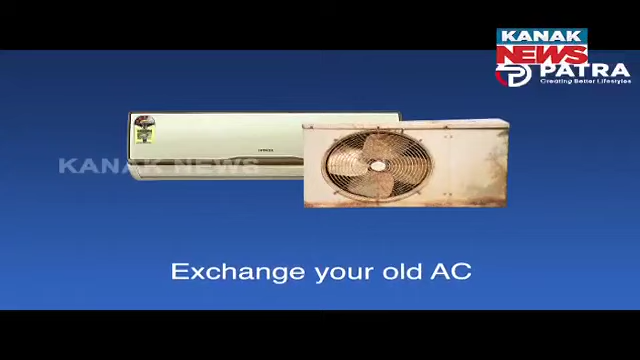 KANAK
NEWS
PATRA
Creating Better Lifestyles
KANAK NEWS
Exchange your old AC